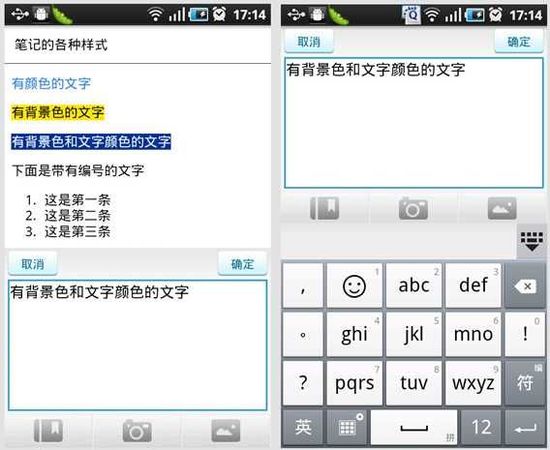 17:14
笔记的各种样式
有颜色的文字
有背景色的文字
有背景色和文字颜色的文字
下面是带有编号的文字
1. 这是第一条
2. 这是第二条
3. 这是第三条
取消 确定
有背景色和文字颜色的文字
17:14
取消 确定
有背景色和文字颜色的文字
, 1 abc 2 def 3
。 ghi 4 jkl 5 mno 6 ! 0
? pqrs 7 tuv 8 wxyz 9 符 编
英 拼 12